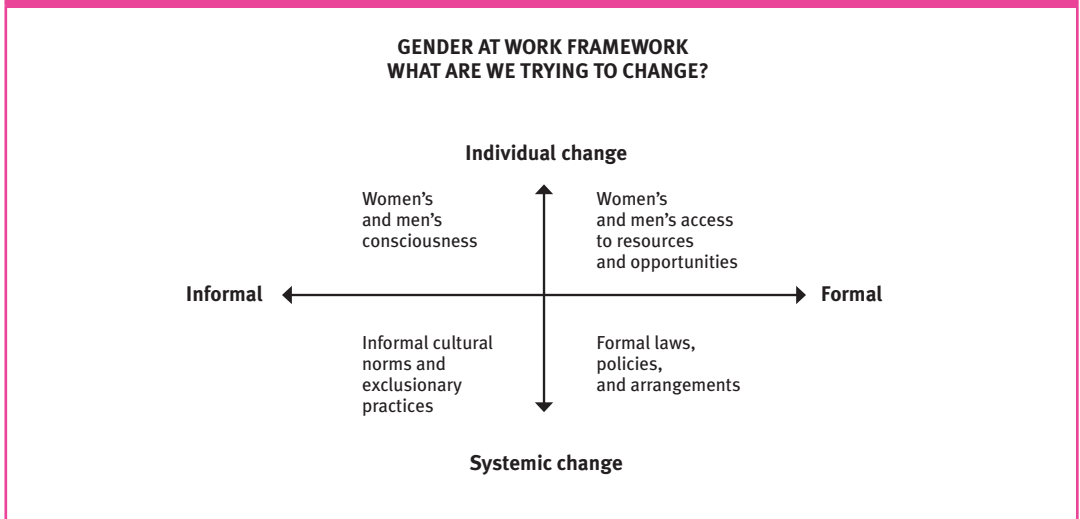 GENDER AT WORK FRAMEWORK
WHAT ARE WE TRYING TO CHANGE?
Individual change
Women’s
and men’s
consciousness
Women’s
and men’s access
to resources
and opportunities
Informal
Formal
Informal cultural
norms and
exclusionary
practices
Formal laws,
policies,
and arrangements
Systemic change